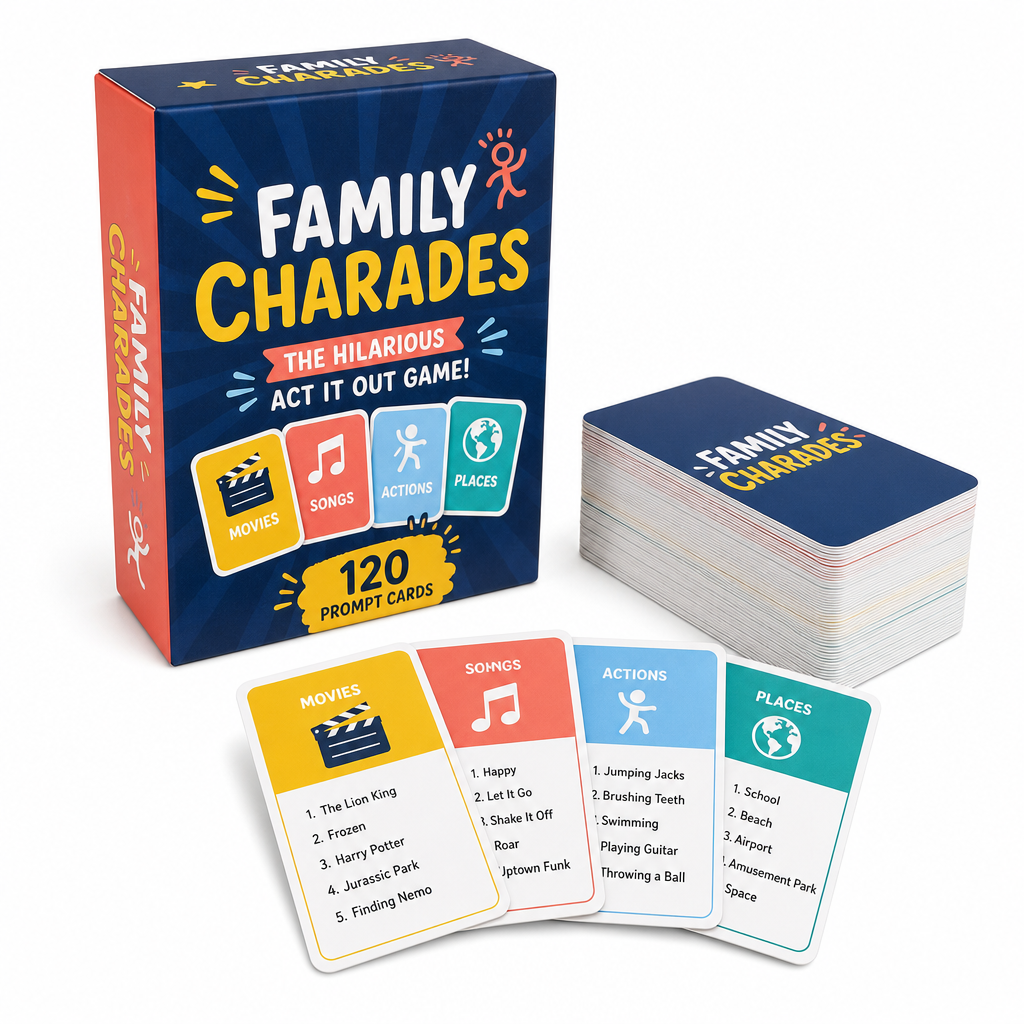 FAMILY
CHARADES
FAMILY
CHARADES
FAMILY
CHARADES
THE HILARIOUS
ACT IT OUT GAME!
MOVIES
SONGS
ACTIONS
PLACES
120
PROMPT CARDS
FAMILY
CHARADES
MOVIES
1. The Lion King
2. Frozen
3. Harry Potter
4. Jurassic Park
5. Finding Nemo
1. Happy
2. Let It Go
3. Shake It Off
Roar
Uptown Funk
ACTIONS
1. Jumping Jacks
2. Brushing Teeth
Swimming
Playing Guitar
Throwing a Ball
PLACES
1. School
2. Beach
3. Airport
Amusement Park
Space